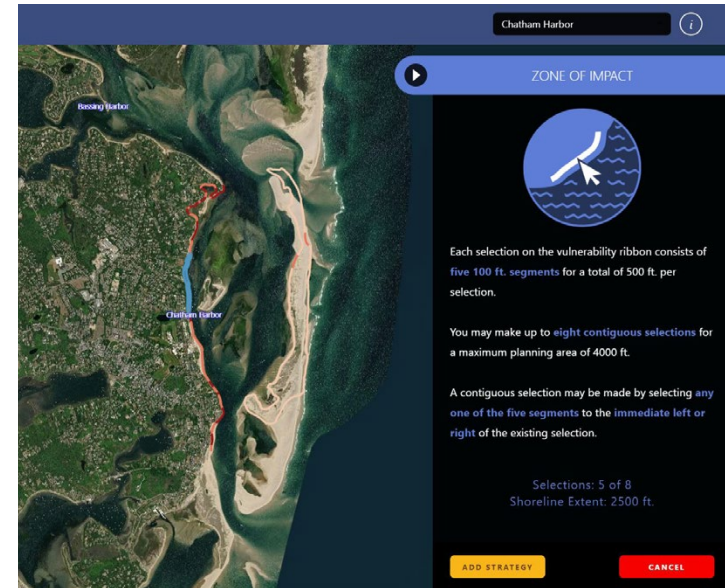 Chatham Harbor
i
ZONE OF IMPACT
Bassing Harbor
Chatham Harbor
Each selection on the vulnerability ribbon consists of
five 100 ft. segments for a total of 500 ft. per
selection.
You may make up to eight contiguous selections for
a maximum planning area of 4000 ft.
A contiguous selection may be made by selecting any
one of the five segments to the immediate left or
right of the existing selection.
Selections: 5 of 8
Shoreline Extent: 2500 ft.
ADD STRATEGY
CANCEL